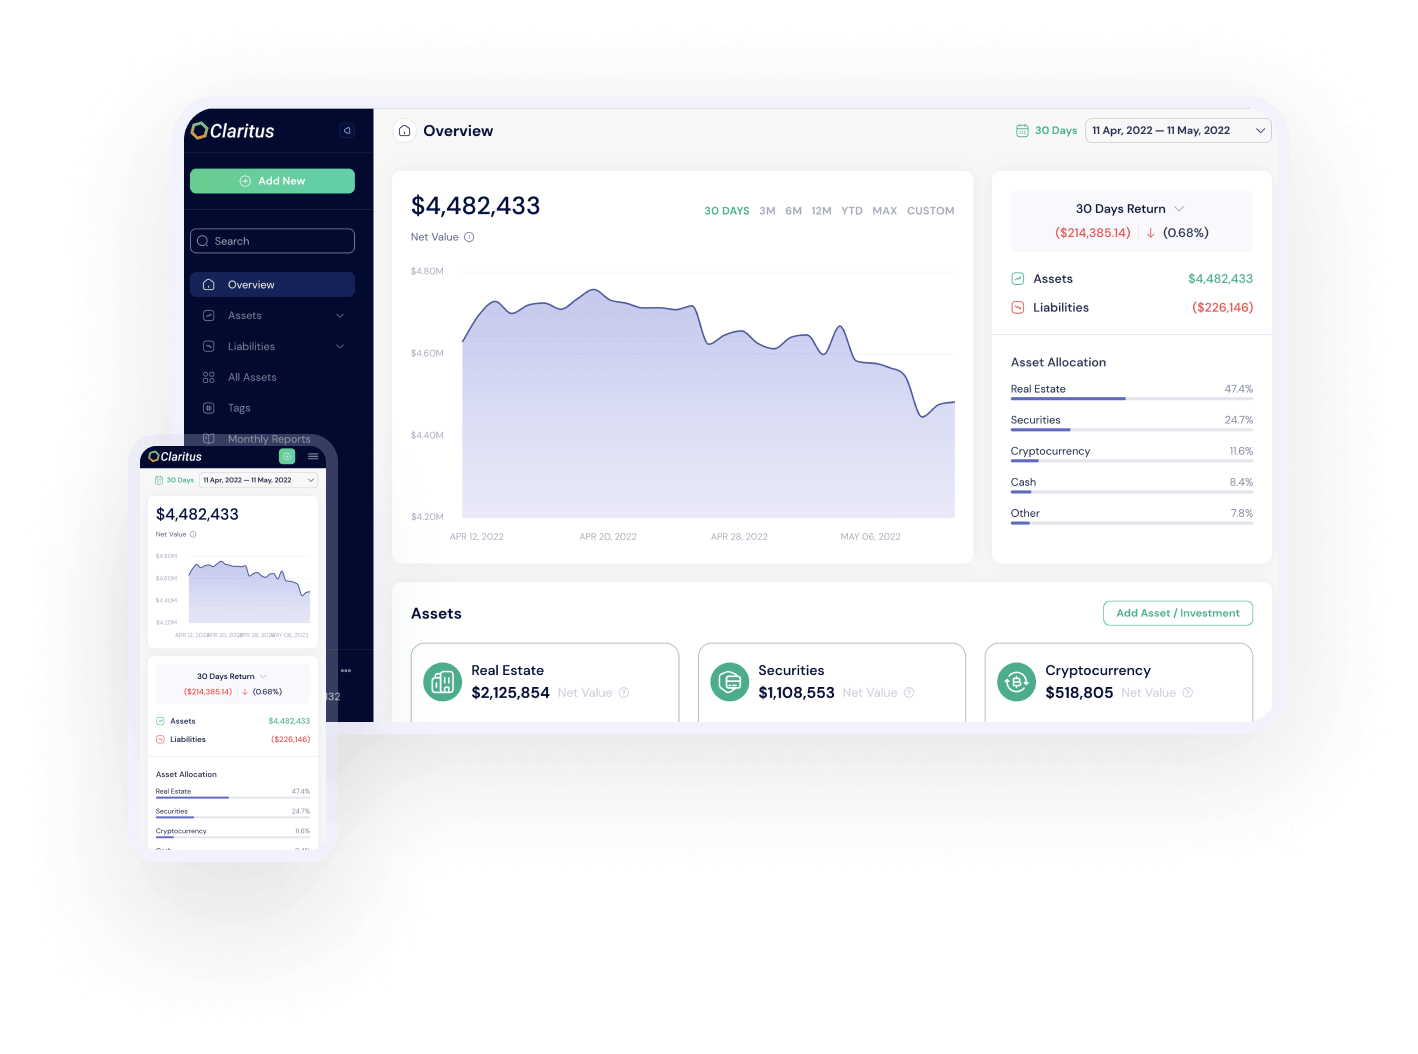 Claritus
Overview
30 Days
11 Apr, 2022 — 11 May, 2022
Add New
Search
Overview
Assets
Liabilities
All Assets
Tags
Monthly Reports
132
$4,482,433
30 DAYS 3M 6M 12M YTD MAX CUSTOM
Net Value
$4.80M
$4.60M
$4.40M
$4.20M
APR 12, 2022 APR 20, 2022 APR 28, 2022 MAY 06, 2022
30 Days Return
($214,385.14) (0.68%)
Assets $4,482,433
Liabilities ($226,146)
Asset Allocation
Real Estate 47.4%
Securities 24.7%
Cryptocurrency 11.6%
Cash 8.4%
Other 7.8%
Assets
Add Asset / Investment
Real Estate
$2,125,854 Net Value
Securities
$1,108,553 Net Value
Cryptocurrency
$518,805 Net Value
Claritus
30 Days 11 Apr, 2022 — 11 May, 2022
$4,482,433
Net Value
$4.80M
$4.60M
$4.40M
$4.20M
APR 12, 2022 APR 20, 2022 APR 28, 2022 MAY 06, 2022
30 Days Return
($214,385.14) (0.68%)
Assets $4,482,433
Liabilities ($226,146)
Asset Allocation
Real Estate 47.4%
Securities 24.7%
Cryptocurrency 11.6%